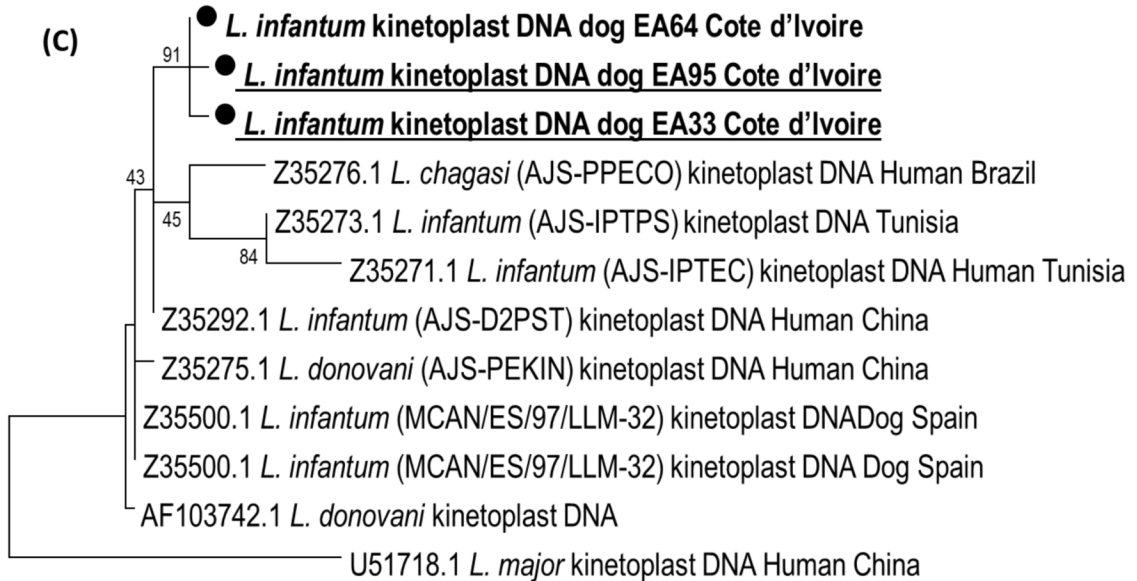 (C)
L. infantum kinetoplast DNA dog EA64 Cote d'Ivoire
91
L. infantum kinetoplast DNA dog EA95 Cote d'Ivoire
L. infantum kinetoplast DNA dog EA33 Cote d'Ivoire
Z35276.1 L. chagasi (AJS-PPECO) kinetoplast DNA Human Brazil
43
45
Z35273.1 L. infantum (AJS-IPTPS) kinetoplast DNA Tunisia
84
Z35271.1 L. infantum (AJS-IPTEC) kinetoplast DNA Human Tunisia
Z35292.1 L. infantum (AJS-D2PST) kinetoplast DNA Human China
Z35275.1 L. donovani (AJS-PEKIN) kinetoplast DNA Human China
Z35500.1 L. infantum (MCAN/ES/97/LLM-32) kinetoplast DNADog Spain
Z35500.1 L. infantum (MCAN/ES/97/LLM-32) kinetoplast DNA Dog Spain
AF103742.1 L. donovani kinetoplast DNA
U51718.1 L. major kinetoplast DNA Human China